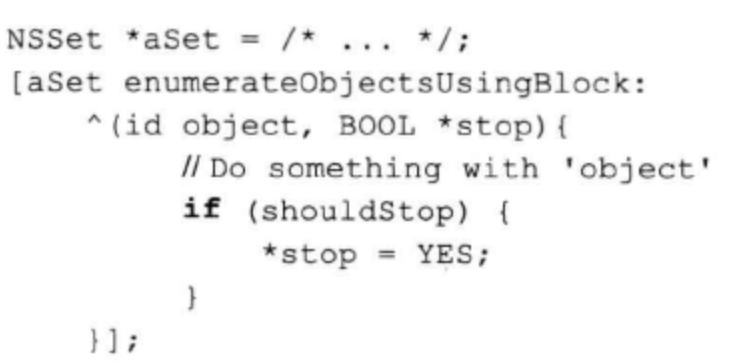 NSSet *aSet = /* ... */;
[aSet enumerateObjectsUsingBlock:
    ^(id object, BOOL *stop){
        // Do something with 'object'
        if (shouldStop) {
            *stop = YES;
        }
    }];